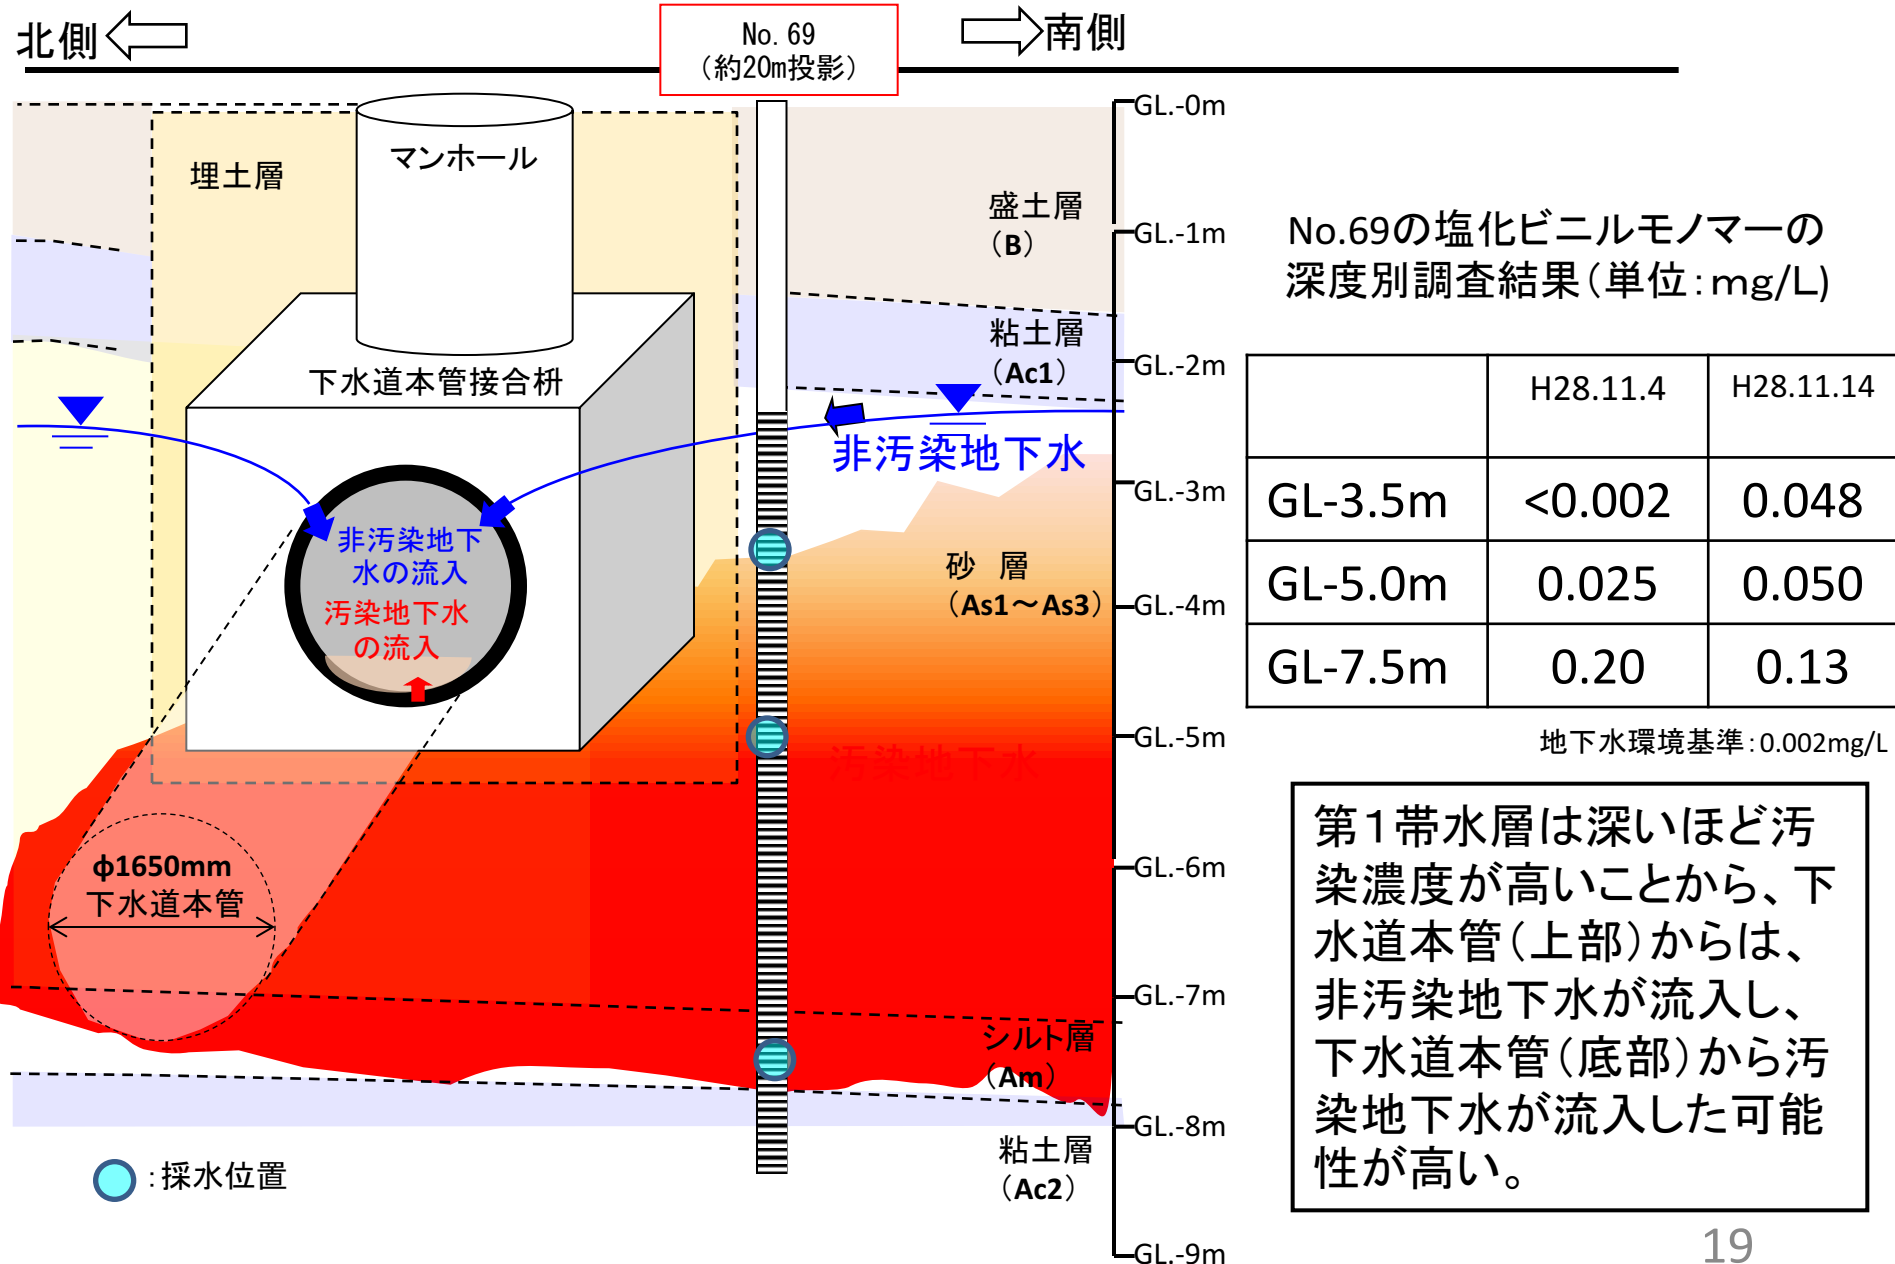 北側
No. 69
（約20m投影）
南側
GL.-0m
マンホール
埋土層
盛土層
（B）
GL.-1m
No.69の塩化ビニルモノマーの
深度別調査結果（単位：mg/L）
粘土層
（Ac1）
GL.-2m
下水道本管接合桝
H28.11.4 H28.11.14
非汚染地下水
GL.-3m
GL-3.5m <0.002 0.048
非汚染地下
水の流入
汚染地下水
の流入
砂 層
（As1～As3）
GL.-4m
GL-5.0m 0.025 0.050
GL-7.5m 0.20 0.13
汚染地下水
GL.-5m
地下水環境基準：0.002mg/L
第１帯水層は深いほど汚
染濃度が高いことから、下
水道本管（上部）からは、
非汚染地下水が流入し、
下水道本管（底部）から汚
染地下水が流入した可能
性が高い。
φ1650mm
下水道本管
GL.-6m
GL.-7m
シルト層
（Am）
GL.-8m
粘土層
（Ac2）
：採水位置
GL.-9m
19